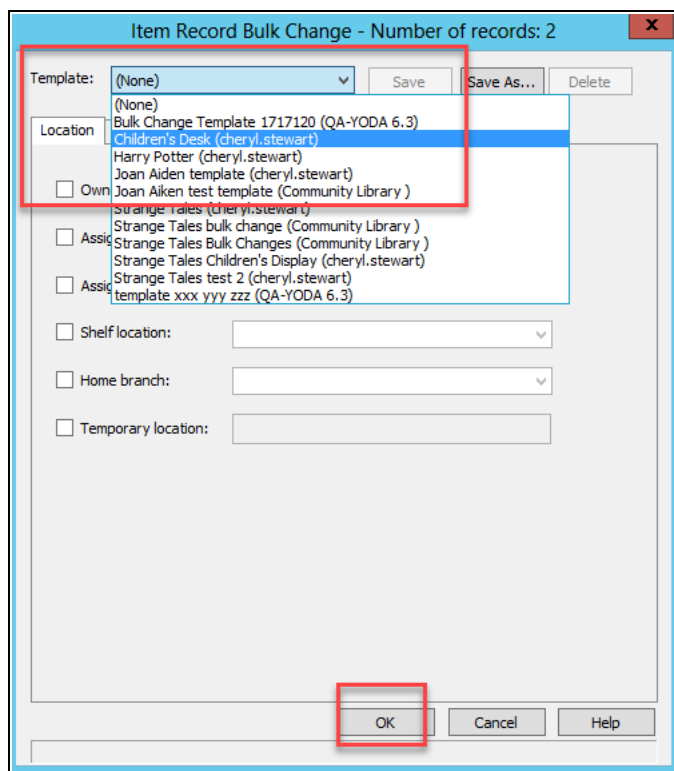 Item Record Bulk Change - Number of records: 2
X
Template: (None) Save Save As... Delete
(None)
Bulk Change Template 1717120 (QA-YODA 6.3)
Location
Children's Desk (cheryl.stewart)
Harry Potter (cheryl.stewart)
Joan Aiden template (cheryl.stewart)
Own
Joan Aiken test template (Community Library )
Strange Tales (cheryl.stewart)
Strange Tales bulk change (Community Library )
Assig
Strange Tales Bulk Changes (Community Library )
Strange Tales Children's Display (cheryl.stewart)
Assig
Strange Tales test 2 (cheryl.stewart)
template xxx yyy zzz (QA-YODA 6.3)
Shelf location:
Home branch:
Temporary location:
OK Cancel Help